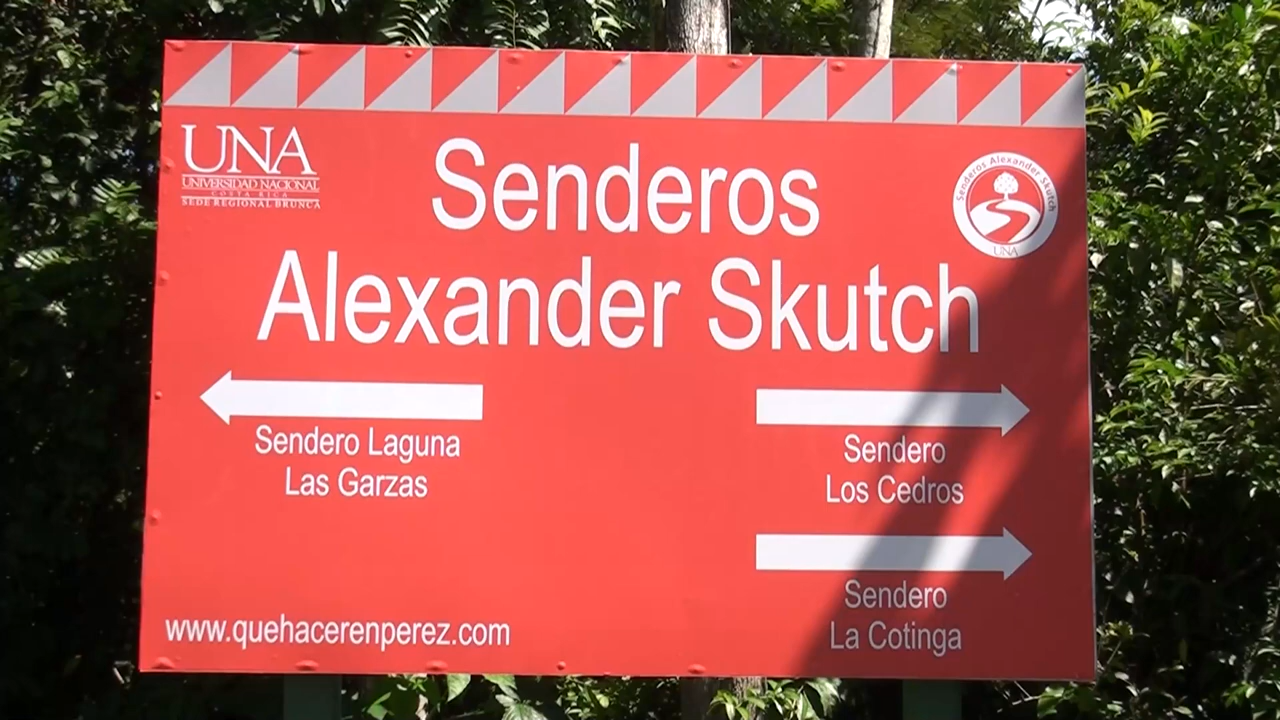 UNA
UNIVERSIDAD NACIONAL
COSTA RICA
SEDE REGIONAL BRUNCA
Senderos
Alexander Skutch
Senderos Alexander Skutch
UNA
Sendero Laguna
Las Garzas
Sendero
Los Cedros
Sendero
La Cotinga
www.quehacerenperez.com